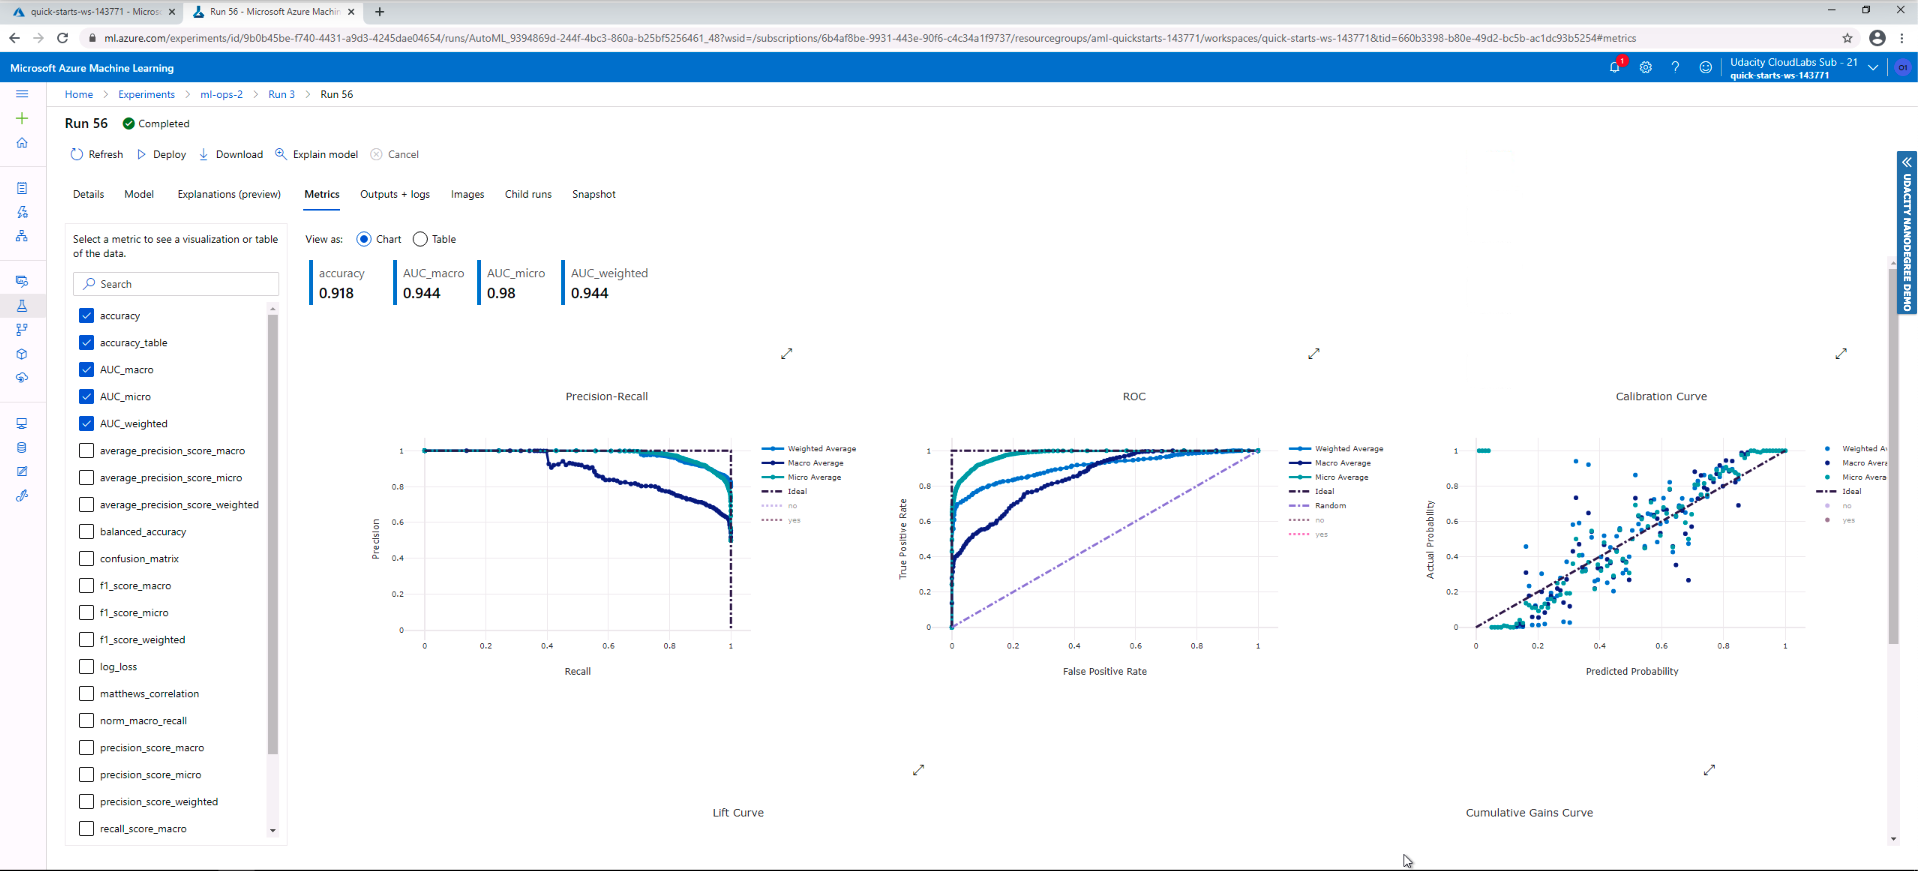 quick-starts-ws-143771 - Micros
Run 56 - Microsoft Azure Machin
ml.azure.com/experiments/id/9b0b45be-f740-4431-a9d3-4245dae04654/runs/AutoML_9394869d-244f-4bc3-860a-b25bf5256461_48?wsid=/subscriptions/6b4af8be-9931-443e-90f6-c4c34a1f9737/resourcegroups/aml-quickstarts-143771/workspaces/quick-starts-ws-143771&tid=660b3398-b80e-49d2-bc5b-ac1dc93b5254#metrics
Microsoft Azure Machine Learning
1
Udacity CloudLabs Sub - 21
quick-starts-ws-143771
Home > Experiments > ml-ops-2 > Run 3 > Run 56
Run 56 Completed
Refresh Deploy Download Explain model Cancel
Details Model Explanations (preview) Metrics Outputs + logs Images Child runs Snapshot
UDACITY NANODEGREE DEMO
Select a metric to see a visualization or table
of the data.
Search
accuracy
accuracy_table
AUC_macro
AUC_micro
AUC_weighted
average_precision_score_macro
average_precision_score_micro
average_precision_score_weighted
balanced_accuracy
confusion_matrix
f1_score_macro
f1_score_micro
f1_score_weighted
log_loss
matthews_correlation
norm_macro_recall
precision_score_macro
precision_score_micro
precision_score_weighted
recall_score_macro
View as: Chart Table
accuracy AUC_macro AUC_micro AUC_weighted
0.918 0.944 0.98 0.944
Precision-Recall
Precision
1
0.8
0.6
0.4
0.2
0
0 0.2 0.4 0.6 0.8 1
Recall
Weighted Average
Macro Average
Micro Average
Ideal
no
yes
ROC
True Positive Rate
1
0.8
0.6
0.4
0.2
0
0 0.2 0.4 0.6 0.8 1
False Positive Rate
Weighted Average
Macro Average
Micro Average
Ideal
Random
no
yes
Calibration Curve
Actual Probability
1
0.8
0.6
0.4
0.2
0
0 0.2 0.4 0.6 0.8 1
Predicted Probability
Weighted Av
Macro Avera
Micro Avera
Ideal
no
yes
Lift Curve
Cumulative Gains Curve